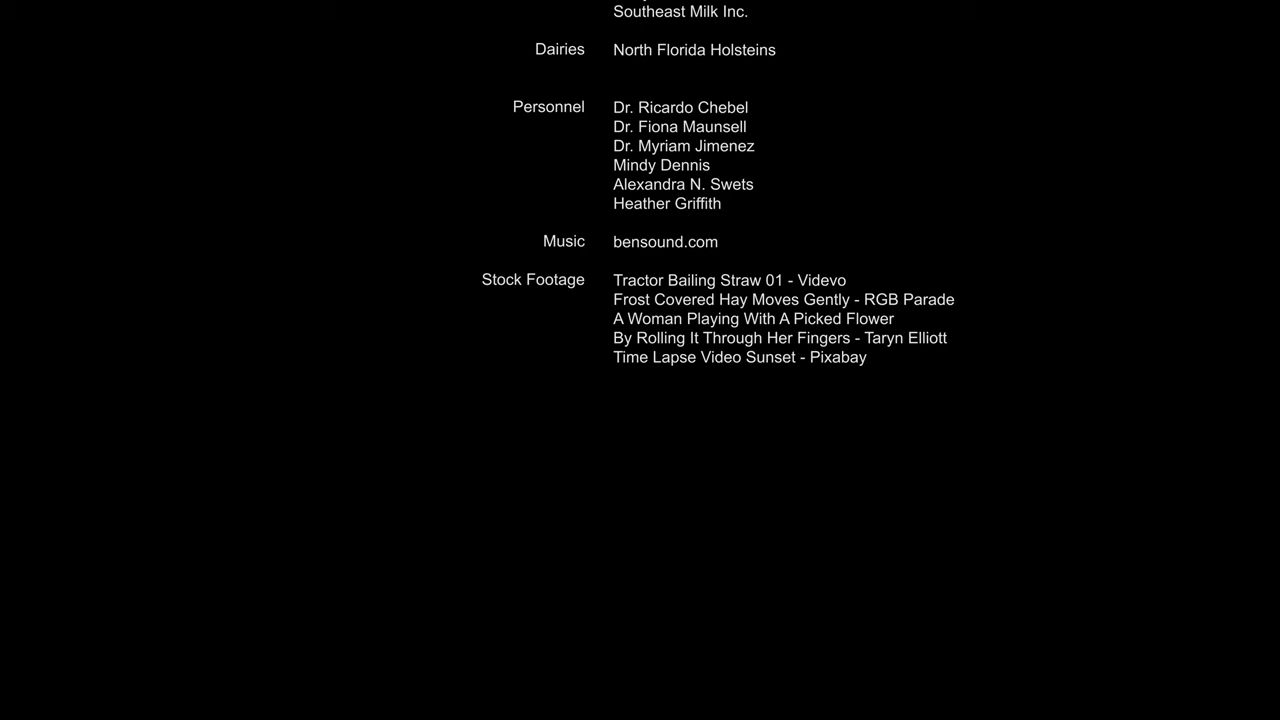 Southeast Milk Inc.
Dairies North Florida Holsteins
Personnel Dr. Ricardo Chebel
Dr. Fiona Maunsell
Dr. Myriam Jimenez
Mindy Dennis
Alexandra N. Swets
Heather Griffith
Music bensound.com
Stock Footage Tractor Bailing Straw 01 - Videvo
Frost Covered Hay Moves Gently - RGB Parade
A Woman Playing With A Picked Flower
By Rolling It Through Her Fingers - Taryn Elliott
Time Lapse Video Sunset - Pixabay